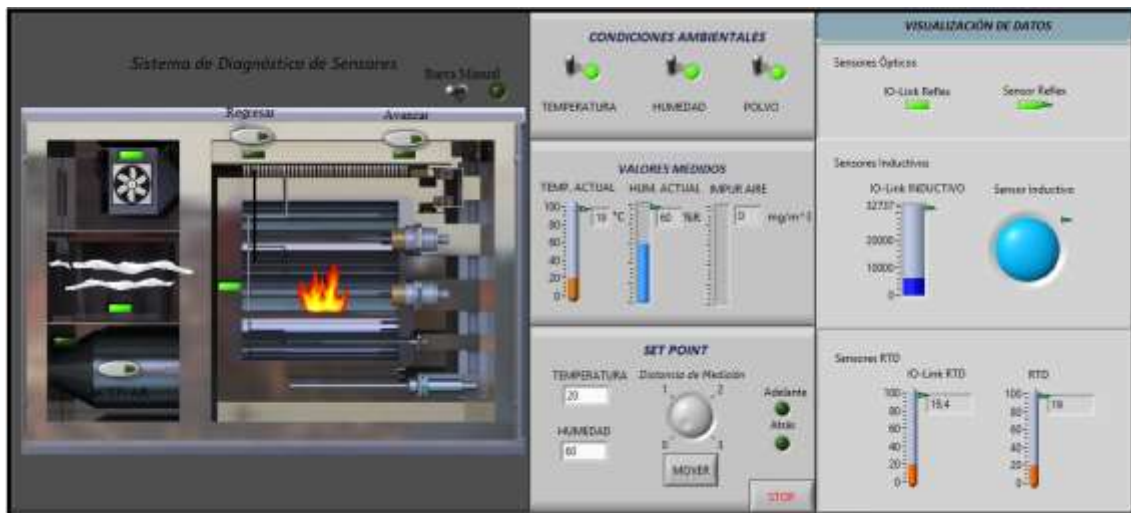 Sistema de Diagnóstico de Sensores
Barra Manual
Regresar
Avanzar
CONDICIONES AMBIENTALES
TEMPERATURA HUMEDAD POLVO
VALORES MEDIDOS
TEMP. ACTUAL HUM. ACTUAL IMPUR AIRE
100
80
60
40
20
0
19 °C
60 %R
0 mg/m^3
SET POINT
TEMPERATURA
20
HUMEDAD
60
Distancia de Medición
0 1 2 3
MOVER
Adelante
Atrás
STOP
VISUALIZACIÓN DE DATOS
Sensores Ópticos
IO-Link Reflex Sensor Reflex
Sensores Inductivos
IO-Link INDUCTIVO Sensor Inductivo
32737
20000
10000
0
Sensores RTD
IO-Link RTD RTD
100 100
80 80
60 60
40 40
20 20
0 0
19